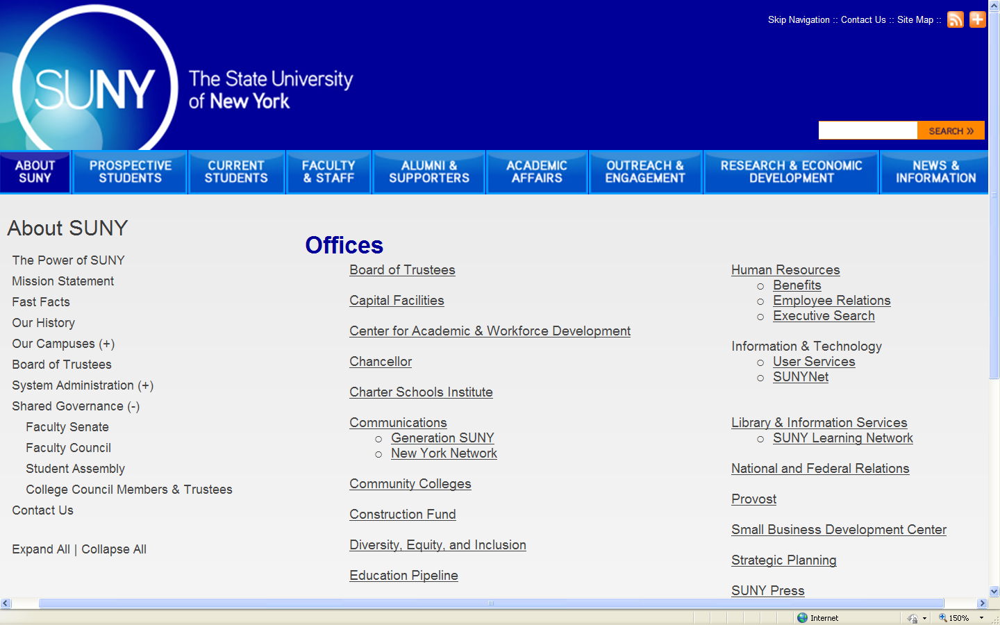 Skip Navigation :: Contact Us :: Site Map ::
SUNY
The State University
of New York
SEARCH »
ABOUT SUNY
PROSPECTIVE STUDENTS
CURRENT STUDENTS
FACULTY & STAFF
ALUMNI & SUPPORTERS
ACADEMIC AFFAIRS
OUTREACH & ENGAGEMENT
RESEARCH & ECONOMIC DEVELOPMENT
NEWS & INFORMATION
About SUNY
The Power of SUNY
Mission Statement
Fast Facts
Our History
Our Campuses (+)
Board of Trustees
System Administration (+)
Shared Governance (-)
Faculty Senate
Faculty Council
Student Assembly
College Council Members & Trustees
Contact Us
Expand All | Collapse All
Offices
Board of Trustees
Capital Facilities
Center for Academic & Workforce Development
Chancellor
Charter Schools Institute
Communications
Generation SUNY
New York Network
Community Colleges
Construction Fund
Diversity, Equity, and Inclusion
Education Pipeline
Human Resources
Benefits
Employee Relations
Executive Search
Information & Technology
User Services
SUNYNet
Library & Information Services
SUNY Learning Network
National and Federal Relations
Provost
Small Business Development Center
Strategic Planning
SUNY Press
Internet
150%